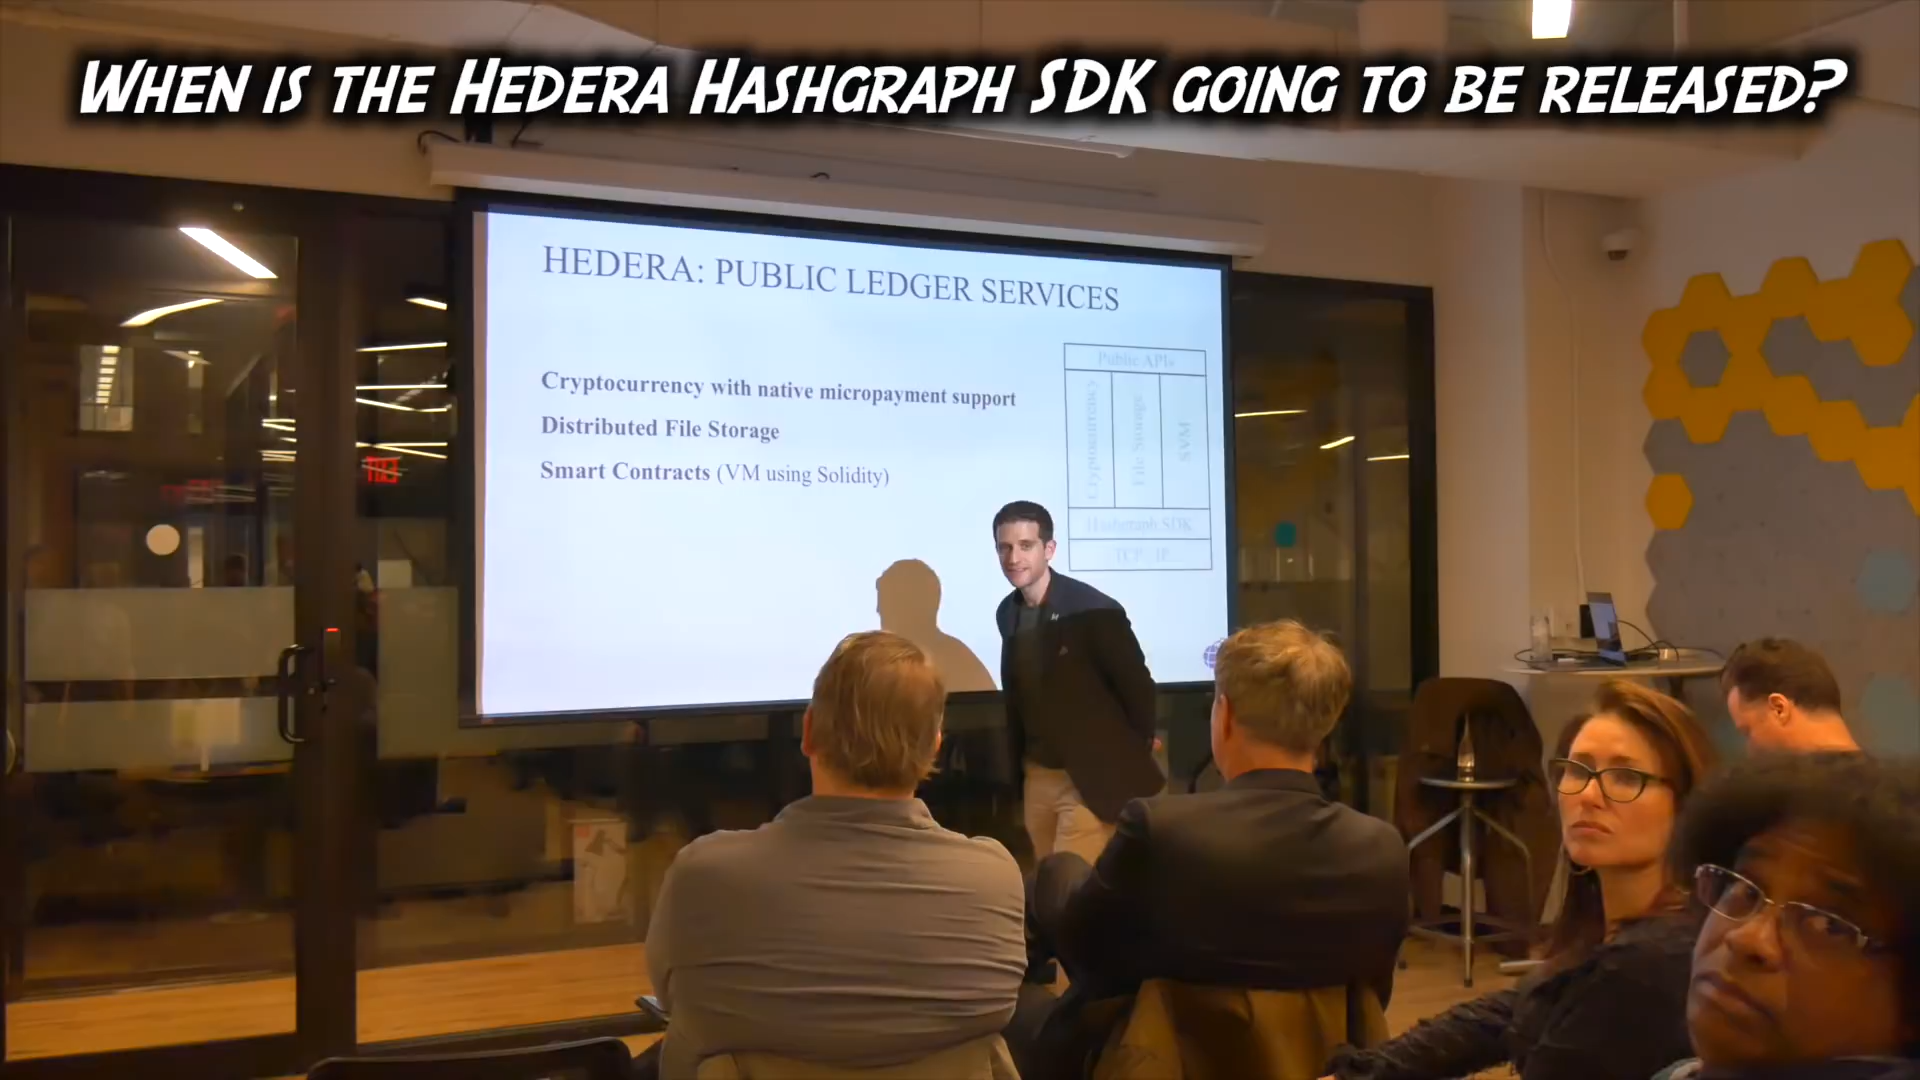 When is the Hedera Hashgraph SDK going to be released?
HEDERA: PUBLIC LEDGER SERVICES
Cryptocurrency with native micropayment support
Distributed File Storage
Smart Contracts (VM using Solidity)
Public APIs
Cryptocurrency
File Storage
SVM
Hashgraph SDK
TCP / IP
EXIT